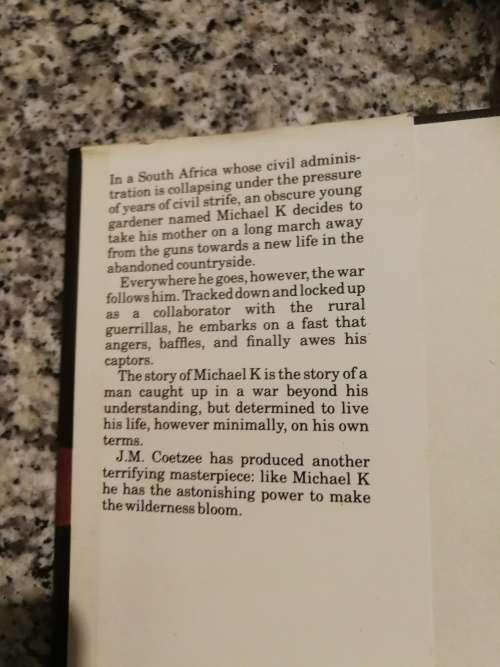 In a South Africa whose civil adminis-
tration is collapsing under the pressure
of years of civil strife, an obscure young
gardener named Michael K decides to
take his mother on a long march away
from the guns towards a new life in the
abandoned countryside.
Everywhere he goes, however, the war
follows him. Tracked down and locked up
as a collaborator with the rural
guerrillas, he embarks on a fast that
angers, baffles, and finally awes his
captors.
The story of Michael K is the story of a
man caught up in a war beyond his
understanding, but determined to live
his life, however minimally, on his own
terms.
J.M. Coetzee has produced another
terrifying masterpiece: like Michael K
he has the astonishing power to make
the wilderness bloom.